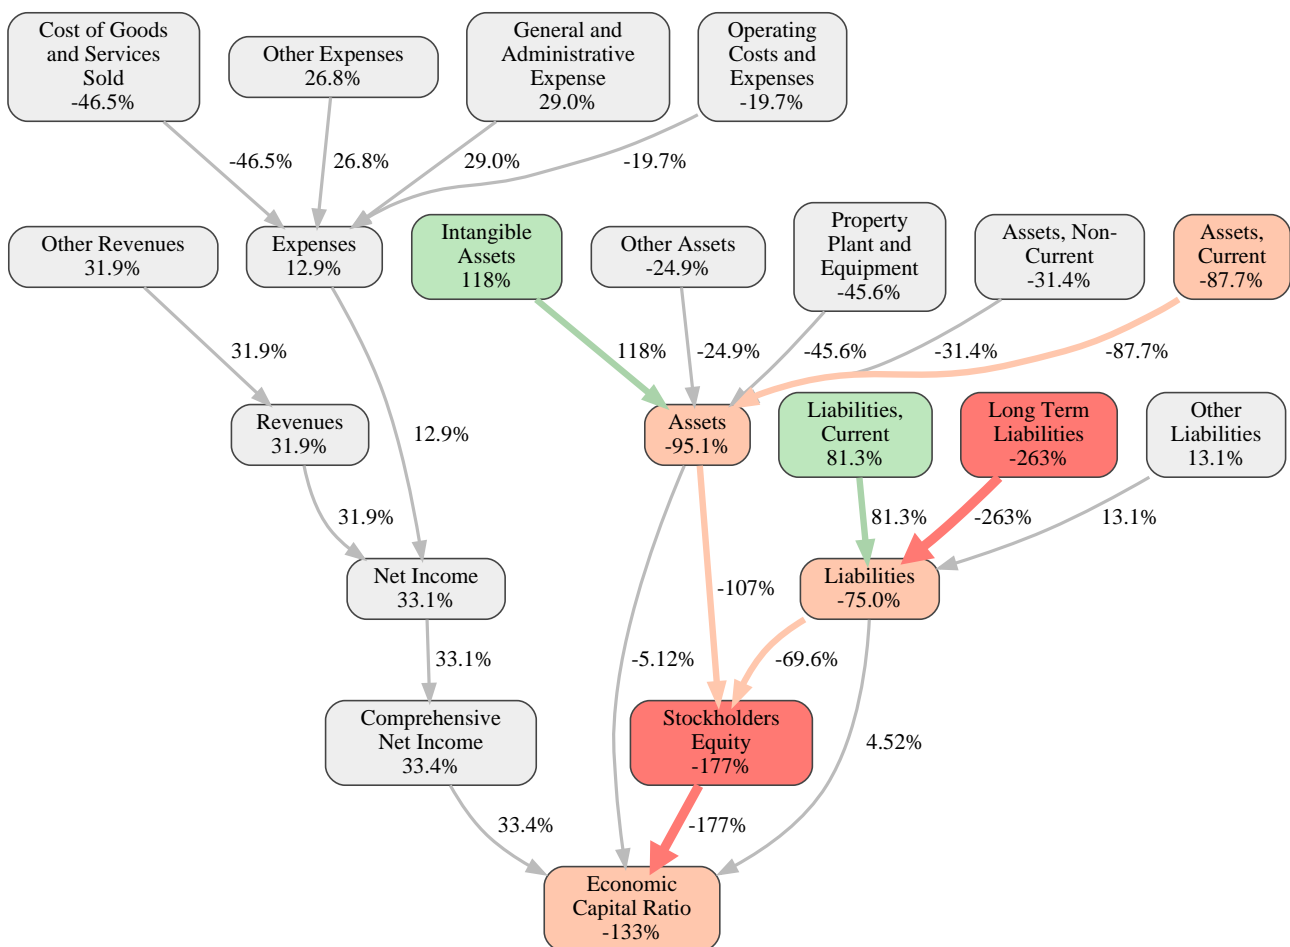 Cost of Goods
and Services
Sold
-46.5%
Other Expenses
26.8%
General and
Administrative
Expense
29.0%
Operating
Costs and
Expenses
-19.7%
-46.5%
26.8%
29.0%
-19.7%
Other Revenues
31.9%
Expenses
12.9%
Intangible
Assets
118%
Other Assets
-24.9%
Property
Plant and
Equipment
-45.6%
Assets, Non-
Current
-31.4%
Assets,
Current
-87.7%
31.9%
118%
-24.9%
-45.6%
-31.4%
-87.7%
Revenues
31.9%
12.9%
Assets
-95.1%
Liabilities,
Current
81.3%
Long Term
Liabilities
-263%
Other
Liabilities
13.1%
31.9%
81.3%
-263%
13.1%
Net Income
33.1%
-107%
Liabilities
-75.0%
33.1%
-5.12%
-69.6%
Comprehensive
Net Income
33.4%
Stockholders
Equity
-177%
4.52%
33.4%
-177%
Economic
Capital Ratio
-133%